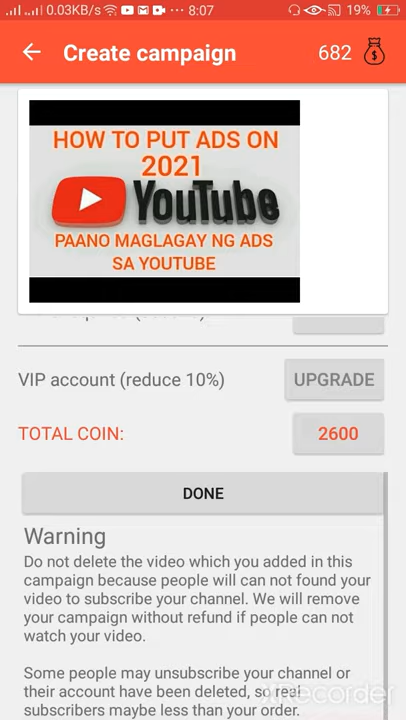 0.03KB/s ... 19% 8:07
Create campaign 682
HOW TO PUT ADS ON
2021
YouTube
PAANO MAGLAGAY NG ADS
SA YOUTUBE
VIP account (reduce 10%) UPGRADE
TOTAL COIN: 2600
DONE
Warning
Do not delete the video which you added in this
campaign because people will can not found your
video to subscribe your channel. We will remove
your campaign without refund if people can not
watch your video.
Some people may unsubscribe your channel or
their account have been deleted, so real
subscribers maybe less than your order.
XRecorder